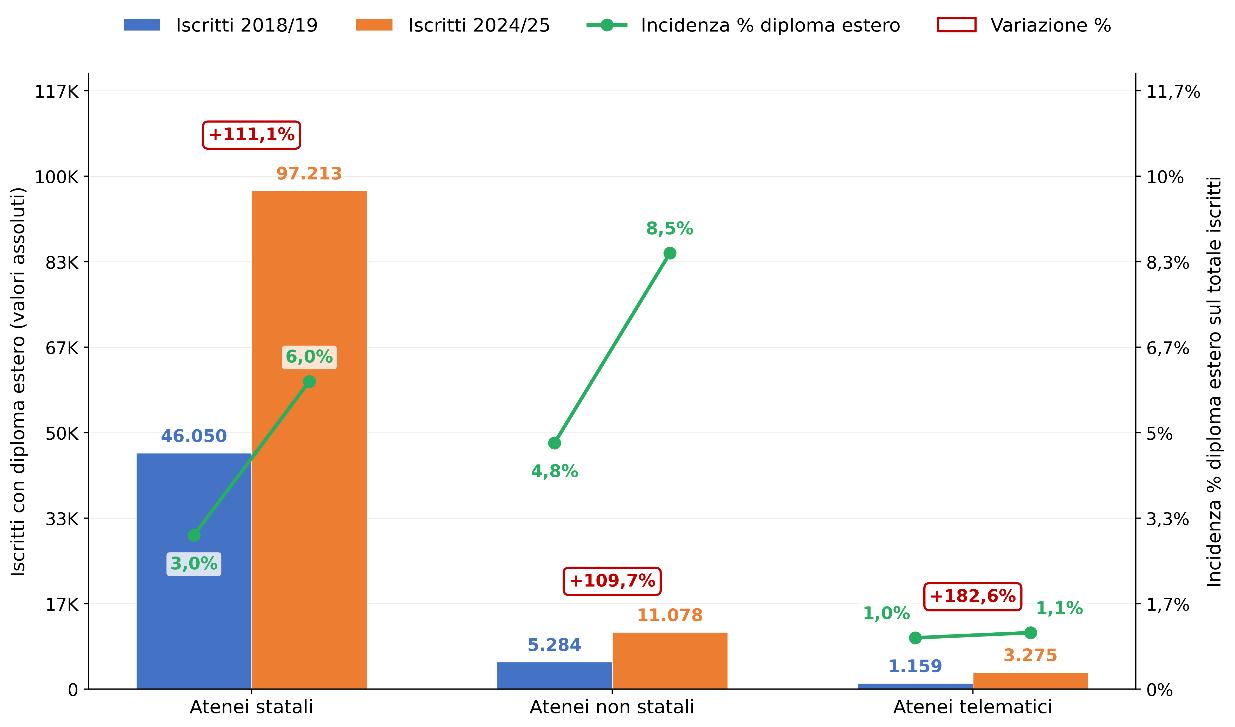 Iscritti 2018/19 Iscritti 2024/25 Incidenza % diploma estero Variazione %
Iscritti con diploma estero (valori assoluti)
117K
100K
83K
67K
50K
33K
17K
0
+111,1%
97.213
46.050
6,0%
3,0%
8,5%
4,8%
+109,7%
11.078
5.284
+182,6%
1,0%
1,1%
1.159
3.275
11,7%
10%
8,3%
6,7%
5%
3,3%
1,7%
0%
Incidenza % diploma estero sul totale iscritti
Atenei statali Atenei non statali Atenei telematici